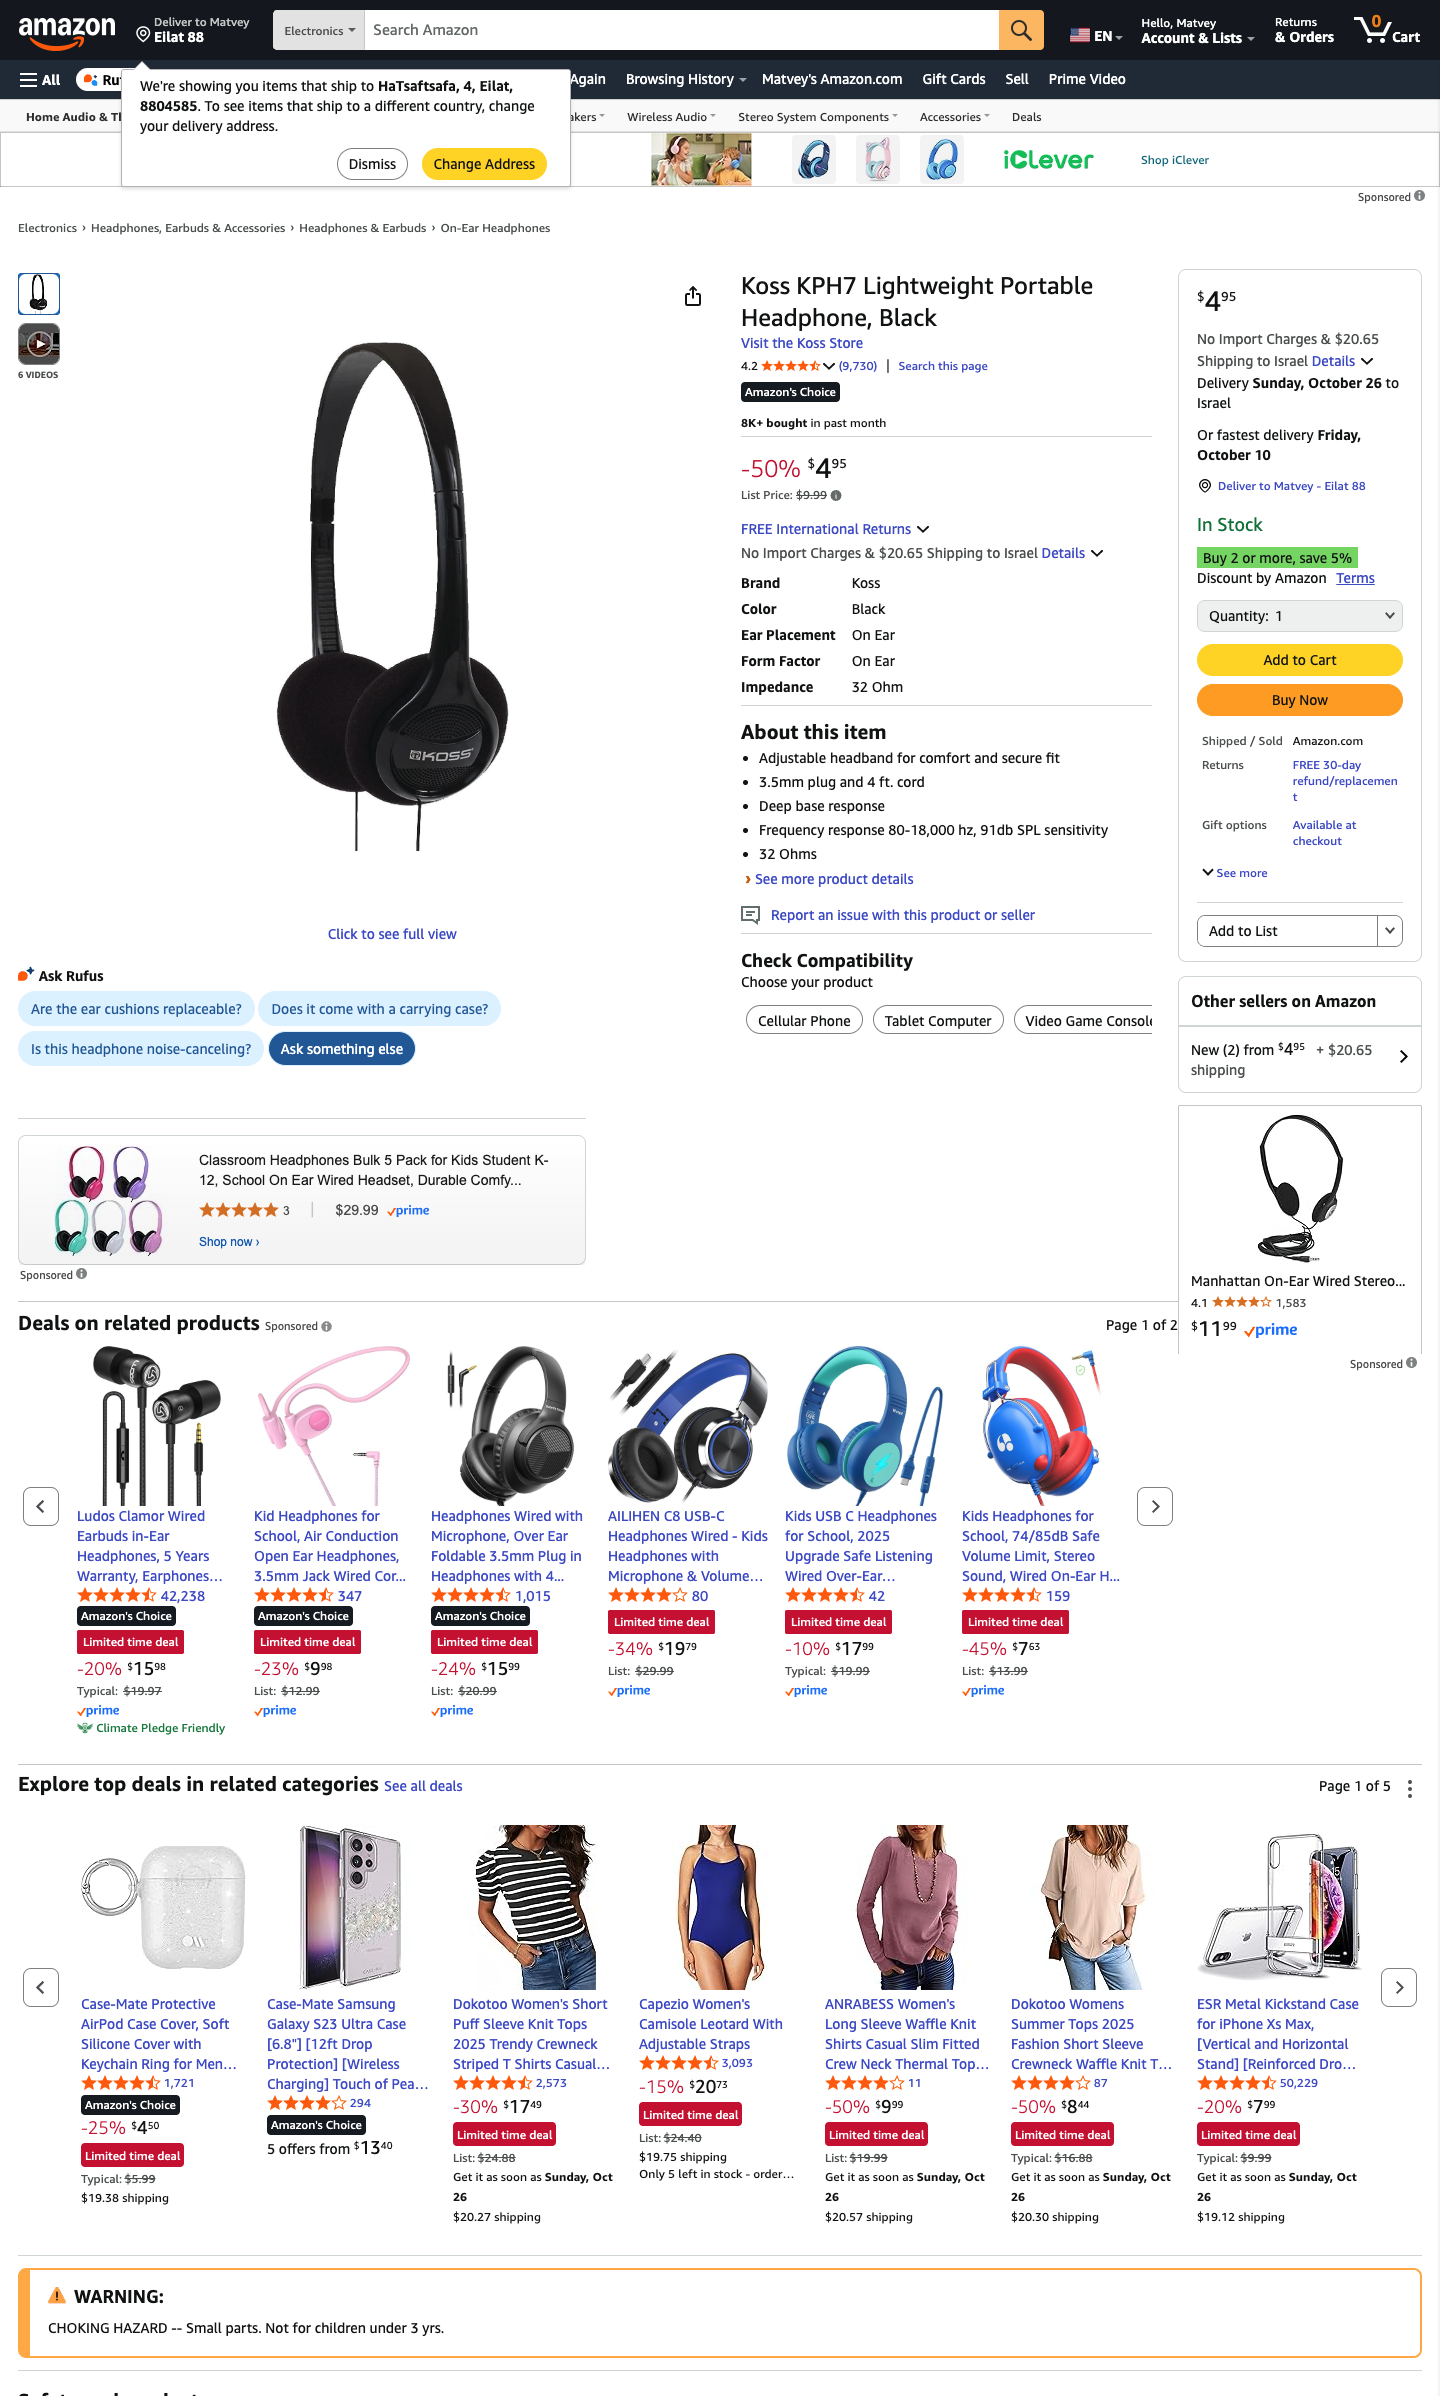 amazon
Deliver to Matvey
Eilat 88
Electronics
Search Amazon
EN
Hello, Matvey
Account & Lists
Returns
& Orders
0
Cart
All
Again
Browsing History
Matvey's Amazon.com
Gift Cards
Sell
Prime Video
We're showing you items that ship to HaTsaftsafa, 4, Eilat,
8804585. To see items that ship to a different country, change
your delivery address.
Dismiss
Change Address
Wireless Audio
Stereo System Components
Accessories
Deals
iClever
Shop iClever
Sponsored
Electronics › Headphones, Earbuds & Accessories › Headphones & Earbuds › On-Ear Headphones
6 VIDEOS
KOSS
Click to see full view
Koss KPH7 Lightweight Portable
Headphone, Black
Visit the Koss Store
4.2 (9,730) | Search this page
Amazon's Choice
8K+ bought in past month
-50% $4.95
List Price: $9.99
FREE International Returns
No Import Charges & $20.65 Shipping to Israel Details
Brand Koss
Color Black
Ear Placement On Ear
Form Factor On Ear
Impedance 32 Ohm
About this item
Adjustable headband for comfort and secure fit
3.5mm plug and 4 ft. cord
Deep base response
Frequency response 80-18,000 hz, 91db SPL sensitivity
32 Ohms
› See more product details
Report an issue with this product or seller
Check Compatibility
Choose your product
Cellular Phone
Tablet Computer
Video Game Console
$4.95
No Import Charges & $20.65
Shipping to Israel Details
Delivery Sunday, October 26 to
Israel
Or fastest delivery Friday,
October 10
Deliver to Matvey - Eilat 88
In Stock
Buy 2 or more, save 5%
Discount by Amazon Terms
Quantity: 1
Add to Cart
Buy Now
Shipped / Sold Amazon.com
Returns FREE 30-day
refund/replacemen
t
Gift options Available at
checkout
See more
Add to List
Other sellers on Amazon
New (2) from $4.95 + $20.65
shipping
Manhattan On-Ear Wired Stereo...
4.1 1,583
$11.99 prime
Sponsored
Ask Rufus
Are the ear cushions replaceable?
Does it come with a carrying case?
Is this headphone noise-canceling?
Ask something else
Classroom Headphones Bulk 5 Pack for Kids Student K-
12, School On Ear Wired Headset, Durable Comfy...
3 | $29.99 prime
Shop now ›
Sponsored
Deals on related products Sponsored
Page 1 of 2
Ludos Clamor Wired
Earbuds in-Ear
Headphones, 5 Years
Warranty, Earphones...
42,238
Amazon's Choice
Limited time deal
-20% $15.98
Typical: $19.97
prime
Climate Pledge Friendly
Kid Headphones for
School, Air Conduction
Open Ear Headphones,
3.5mm Jack Wired Cor...
347
Amazon's Choice
Limited time deal
-23% $9.98
List: $12.99
prime
Headphones Wired with
Microphone, Over Ear
Foldable 3.5mm Plug in
Headphones with 4...
1,015
Amazon's Choice
Limited time deal
-24% $15.99
List: $20.99
prime
AILIHEN C8 USB-C
Headphones Wired - Kids
Headphones with
Microphone & Volume...
80
Limited time deal
-34% $19.79
List: $29.99
prime
Kids USB C Headphones
for School, 2025
Upgrade Safe Listening
Wired Over-Ear...
42
Limited time deal
-10% $17.99
Typical: $19.99
prime
Kids Headphones for
School, 74/85dB Safe
Volume Limit, Stereo
Sound, Wired On-Ear H...
159
Limited time deal
-45% $7.63
List: $13.99
prime
Explore top deals in related categories See all deals
Page 1 of 5
Case-Mate Protective
AirPod Case Cover, Soft
Silicone Cover with
Keychain Ring for Men...
1,721
Amazon's Choice
-25% $4.50
Limited time deal
Typical: $5.99
$19.38 shipping
Case-Mate Samsung
Galaxy S23 Ultra Case
[6.8"] [12ft Drop
Protection] [Wireless
Charging] Touch of Pea...
294
Amazon's Choice
5 offers from $13.40
Dokotoo Women's Short
Puff Sleeve Knit Tops
2025 Trendy Crewneck
Striped T Shirts Casual...
2,573
-30% $17.49
Limited time deal
List: $24.88
Get it as soon as Sunday, Oct
26
$20.27 shipping
Capezio Women's
Camisole Leotard With
Adjustable Straps
3,093
-15% $20.73
Limited time deal
List: $24.40
$19.75 shipping
Only 5 left in stock - order...
ANRABESS Women's
Long Sleeve Waffle Knit
Shirts Casual Slim Fitted
Crew Neck Thermal Top...
11
-50% $9.99
Limited time deal
List: $19.99
Get it as soon as Sunday, Oct
26
$20.57 shipping
Dokotoo Womens
Summer Tops 2025
Fashion Short Sleeve
Crewneck Waffle Knit T...
87
-50% $8.44
Limited time deal
Typical: $16.88
Get it as soon as Sunday, Oct
26
$20.30 shipping
ESR Metal Kickstand Case
for iPhone Xs Max,
[Vertical and Horizontal
Stand] [Reinforced Dro...
50,229
-20% $7.99
Limited time deal
Typical: $9.99
Get it as soon as Sunday, Oct
26
$19.12 shipping
WARNING:
CHOKING HAZARD -- Small parts. Not for children under 3 yrs.